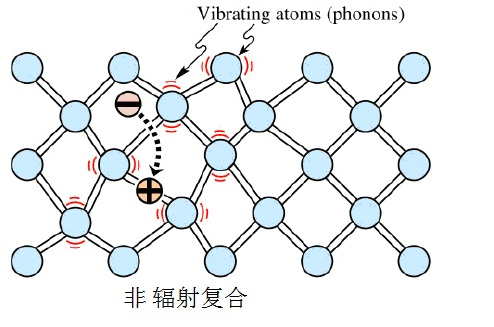 Vibrating atoms (phonons)
非 辐射复合